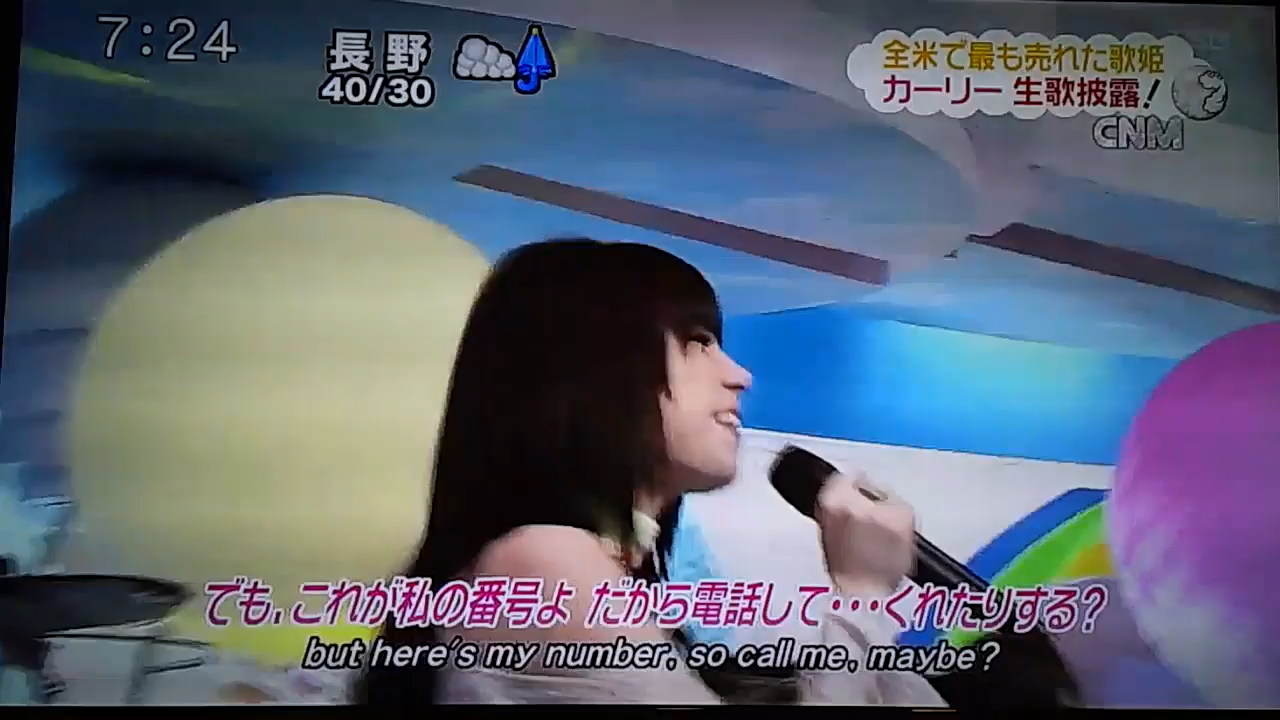 7:24
長野
40/30
全米で最も売れた歌姫
カーリー 生歌披露!
CNM
でも、これが私の番号よ だから電話して・・・くれたりする?
but here's my number, so call me, maybe?